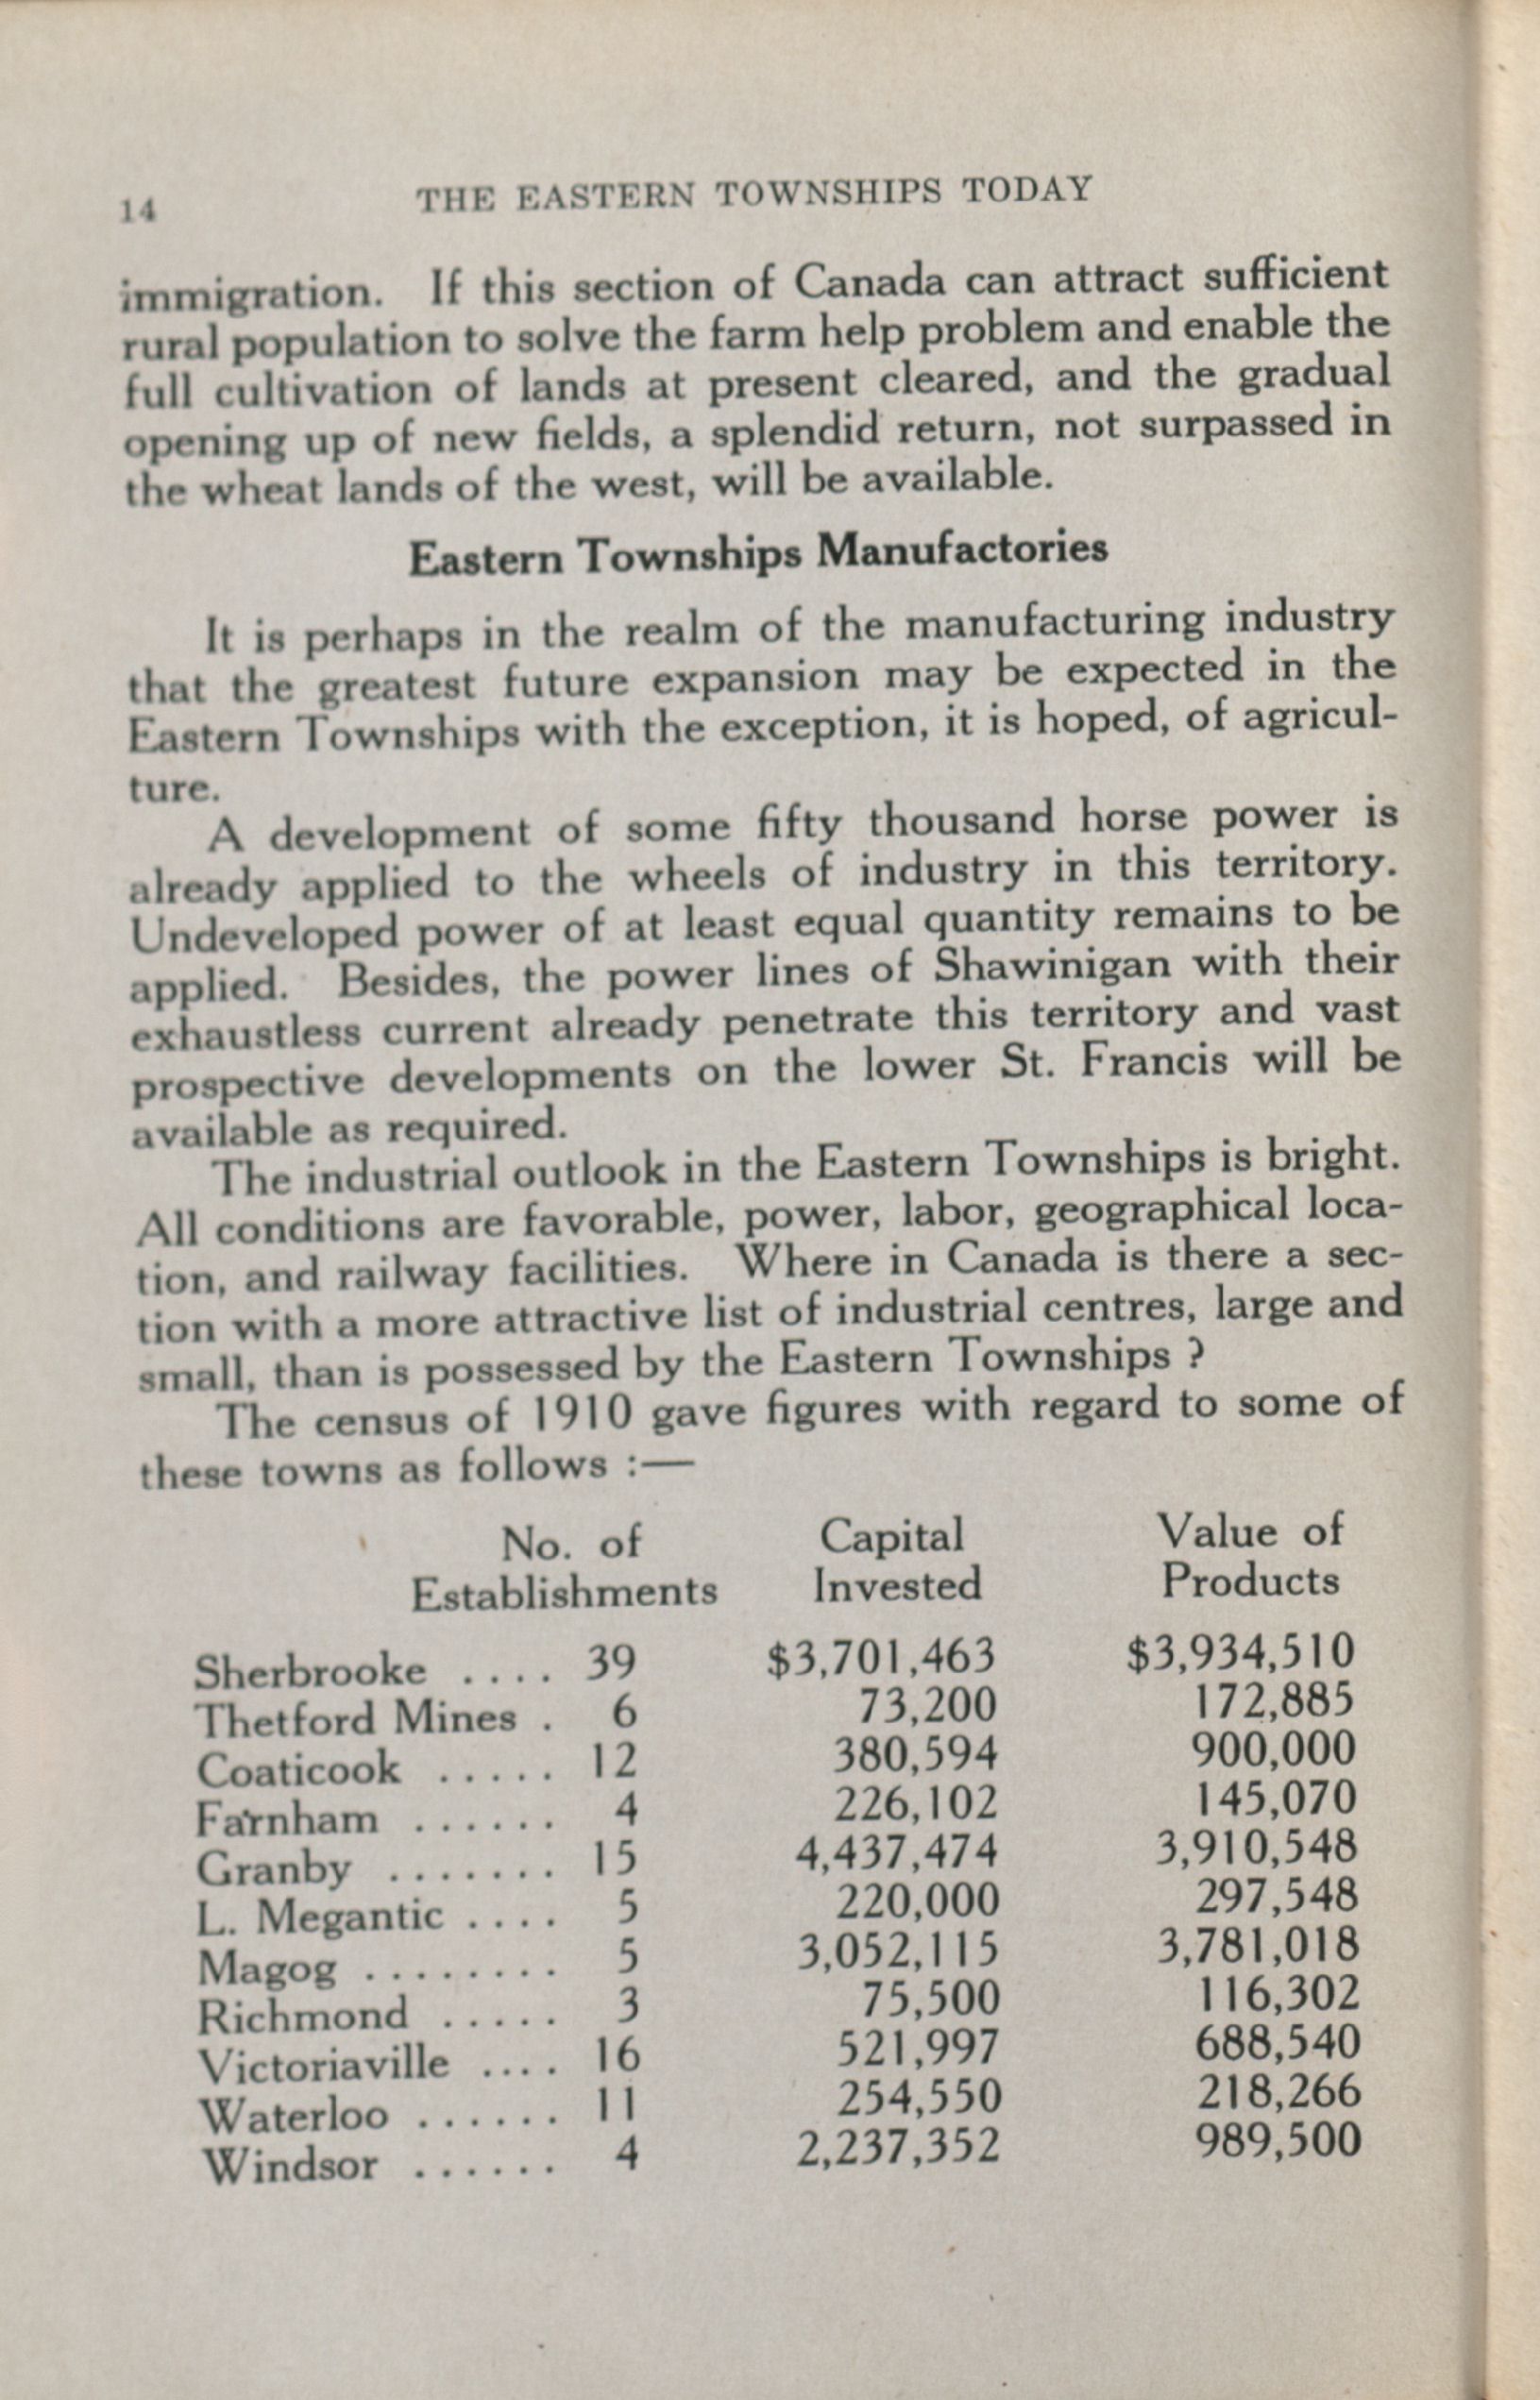 14
THE EASTERN TOWNSHIPS TODAY
immigration. If this section of Canada can attract sufficient
rural population to solve the farm help problem and enable the
full cultivation of lands at present cleared, and the gradual
opening up of new fields, a splendid return, not surpassed in
the wheat lands of the west, will be available.
Eastern Townships Manufactories
It is perhaps in the realm of the manufacturing industry
that the greatest future expansion may be expected in the
Eastern Townships with the exception, it is hoped, of agricul-
ture.
A development of some fifty thousand horse power is
already applied to the wheels of industry in this territory.
Undeveloped power of at least equal quantity remains to be
applied. Besides, the power lines of Shawinigan with their
exhaustless current already penetrate this territory and vast
prospective developments on the lower St. Francis will be
available as required.
The industrial outlook in the Eastern Townships is bright.
All conditions are favorable, power, labor, geographical loca-
tion, and railway facilities. Where in Canada is there a sec-
tion with a more attractive list of industrial centres, large and
small, than is possessed by the Eastern Townships ?
The census of 1910 gave figures with regard to some of
these towns as follows :—
No. of Capital Value of
Establishments Invested Products
Sherbrooke .... 39 $3,701,463 $3,934,510
Thetford Mines . 6 73,200 172,885
Coaticook ..... 12 380,594 900,000
Farnham ...... 4 226,102 145,070
Granby ....... 15 4,437,474 3,910,548
L. Megantic .... 5 220,000 297,548
Magog ........ 5 3,052,115 3,781,018
Richmond ..... 3 75,500 116,302
Victoriaville .... 16 521,997 688,540
Waterloo ...... 11 254,550 218,266
Windsor ...... 4 2,237,352 989,500